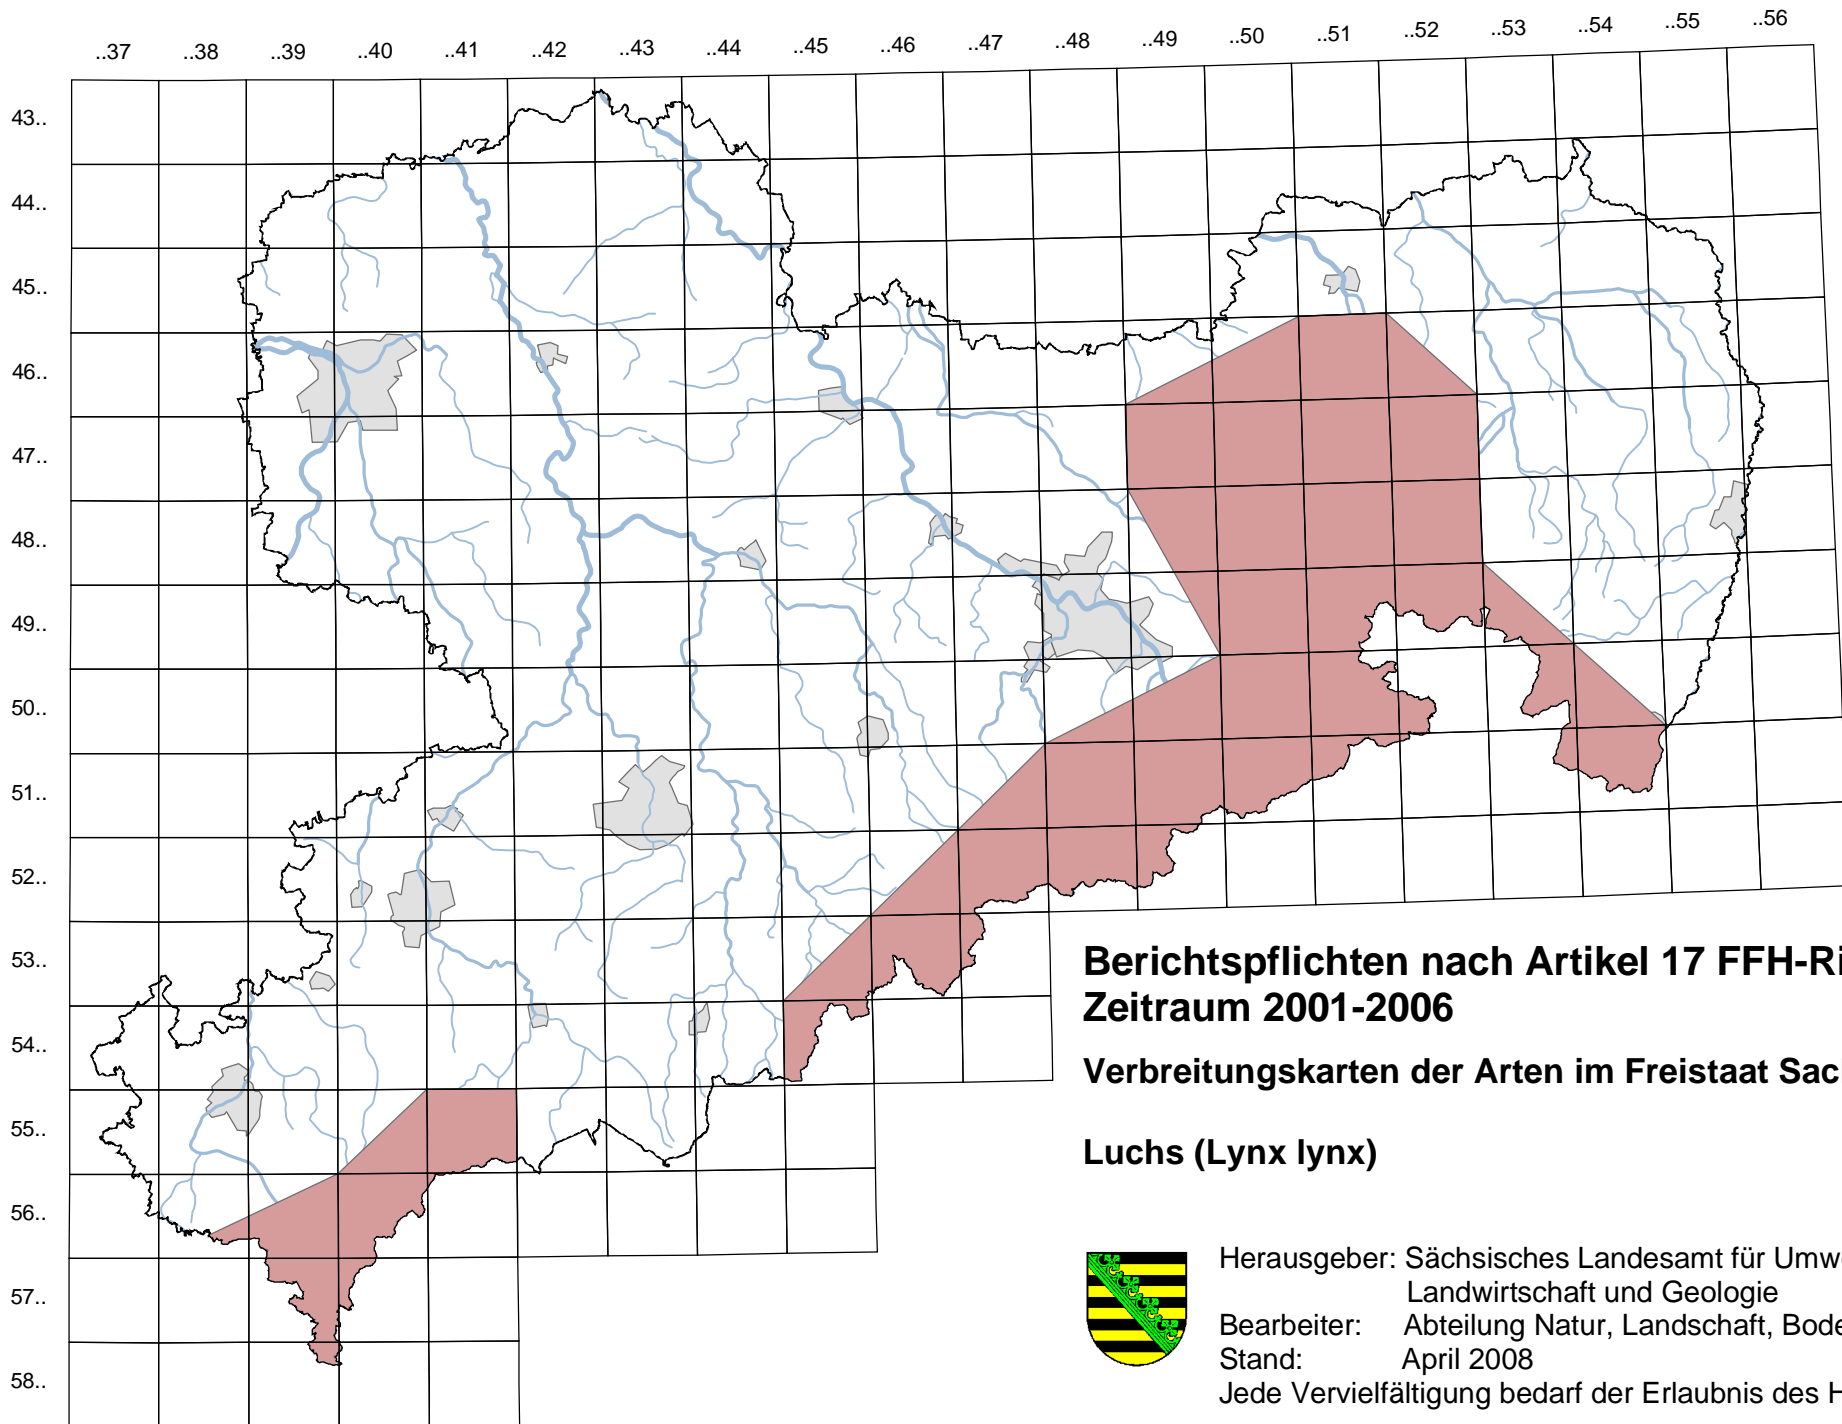 ..37 ..38 ..39 ..40 ..41 ..42 ..43 ..44 ..45 ..46 ..47 ..48 ..49 ..50 ..51 ..52 ..53 ..54 ..55 ..56
43..
44..
45..
46..
47..
48..
49..
50..
51..
52..
53..
54..
55..
56..
57..
58..
Berichtspflichten nach Artikel 17 FFH-Ri
Zeitraum 2001-2006
Verbreitungskarten der Arten im Freistaat Sac
Luchs (Lynx lynx)
Herausgeber: Sächsisches Landesamt für Umw
Landwirtschaft und Geologie
Bearbeiter: Abteilung Natur, Landschaft, Bode
Stand: April 2008
Jede Vervielfältigung bedarf der Erlaubnis des H